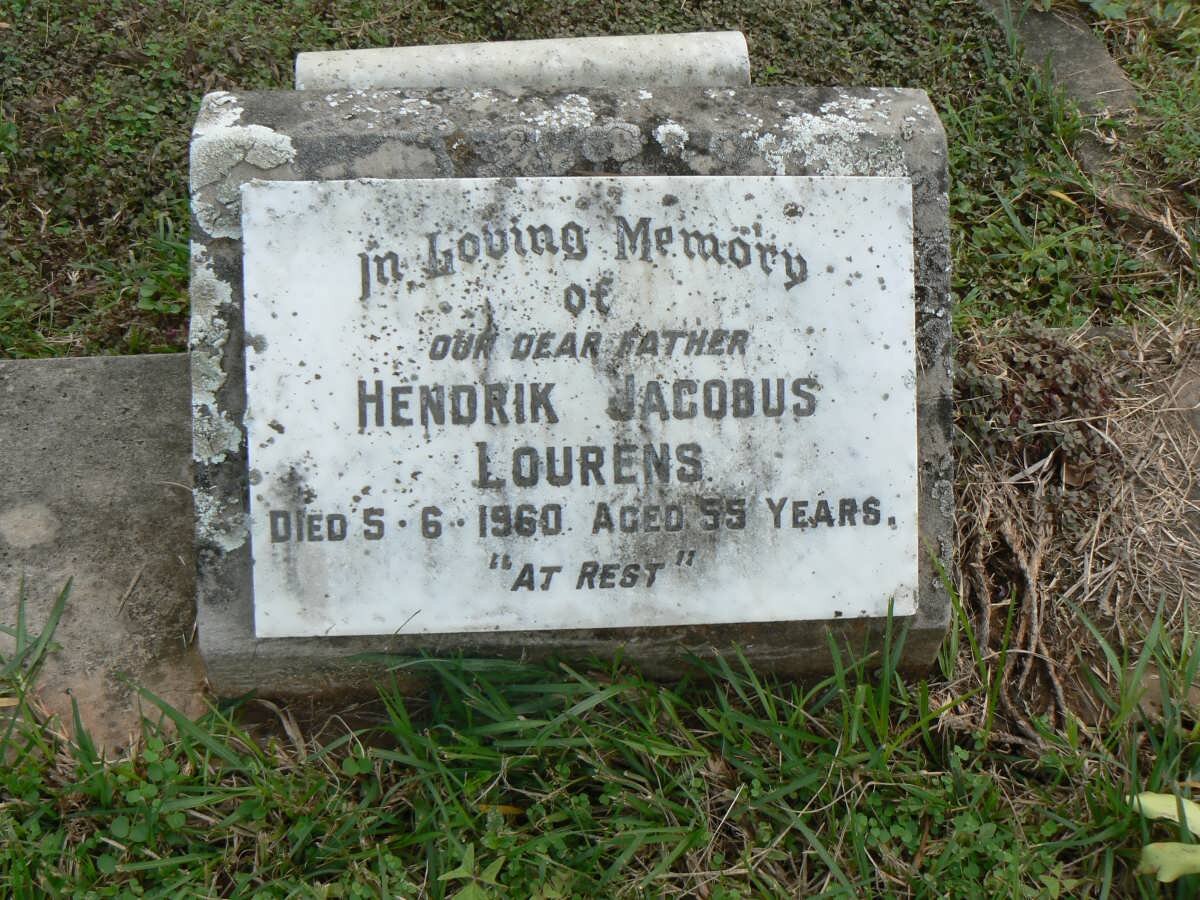 In Loving Memory
of
OUR DEAR FATHER
HENDRIK JACOBUS
LOURENS.
DIED 5·6·1960. AGED 55 YEARS.
"AT REST"